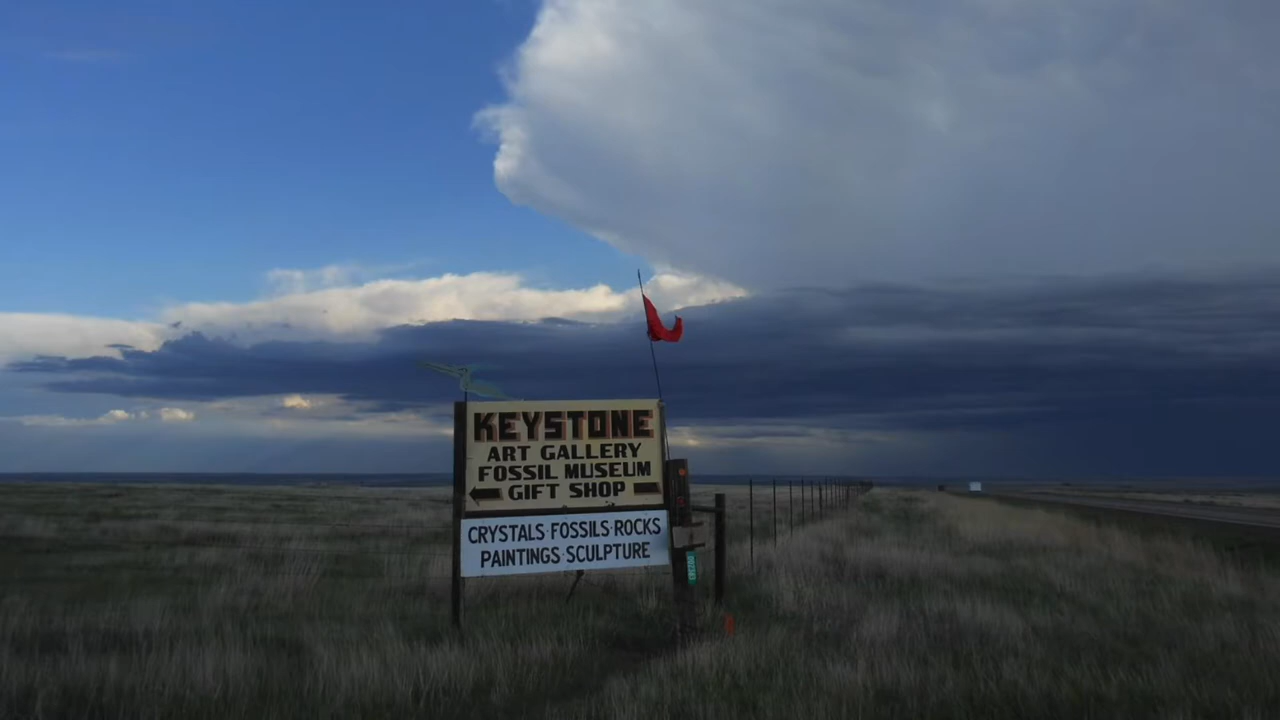 KEYSTONE
ART GALLERY
FOSSIL MUSEUM
GIFT SHOP
CRYSTALS·FOSSILS·ROCKS
PAINTINGS·SCULPTURE